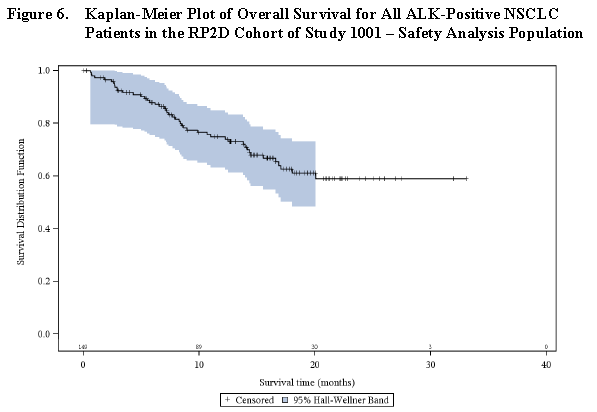 Figure 6. Kaplan-Meier Plot of Overall Survival for All ALK-Positive NSCLC
Patients in the RP2D Cohort of Study 1001 – Safety Analysis Population
Survival Distribution Function
1.0
0.8
0.6
0.4
0.2
0.0
149 89 30 3 0
0 10 20 30 40
Survival time (months)
+ Censored 95% Hall-Wellner Band